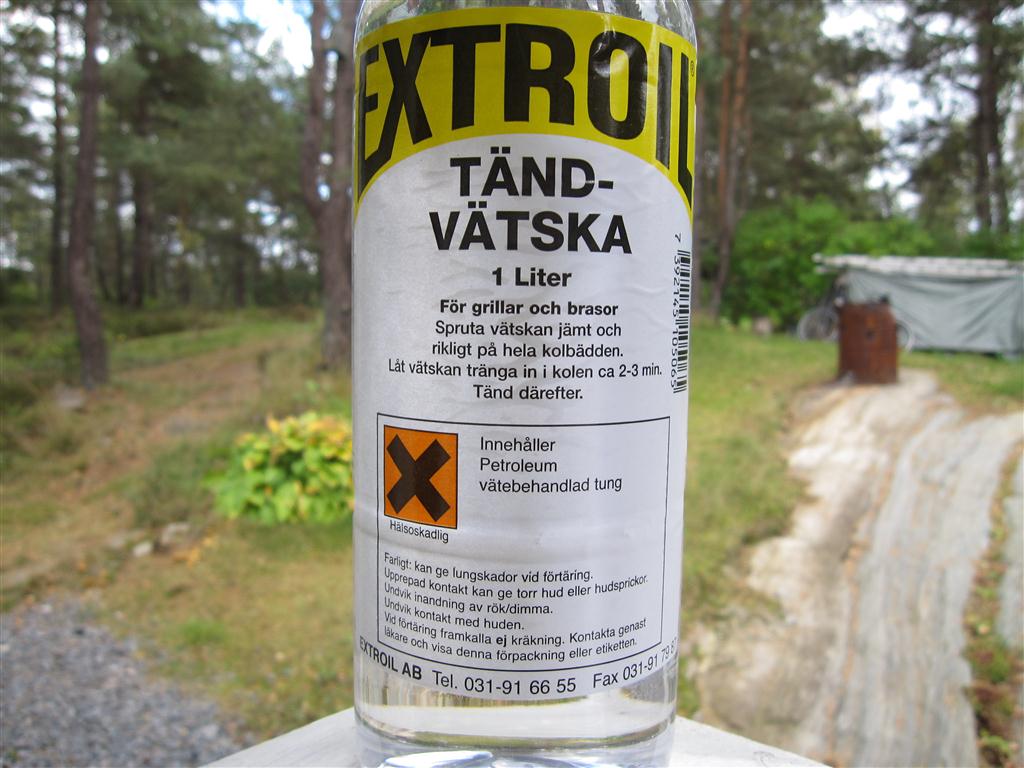 EXTROIL®
TÄND-
VÄTSKA
1 Liter
För grillar och brasor
Spruta vätskan jämt och
rikligt på hela kolbädden.
Låt vätskan tränga in i kolen ca 2-3 min.
Tänd därefter.
7 392145 105065
Innehåller
Petroleum
vätebehandlad tung
Hälsoskadlig
Farligt: kan ge lungskador vid förtäring.
Upprepad kontakt kan ge torr hud eller hudsprickor.
Undvik inandning av rök/dimma.
Undvik kontakt med huden.
Vid förtäring framkalla ej kräkning. Kontakta genast
läkare och visa denna förpackning eller etiketten.
EXTROIL AB Tel. 031-91 66 55 Fax 031-91 79